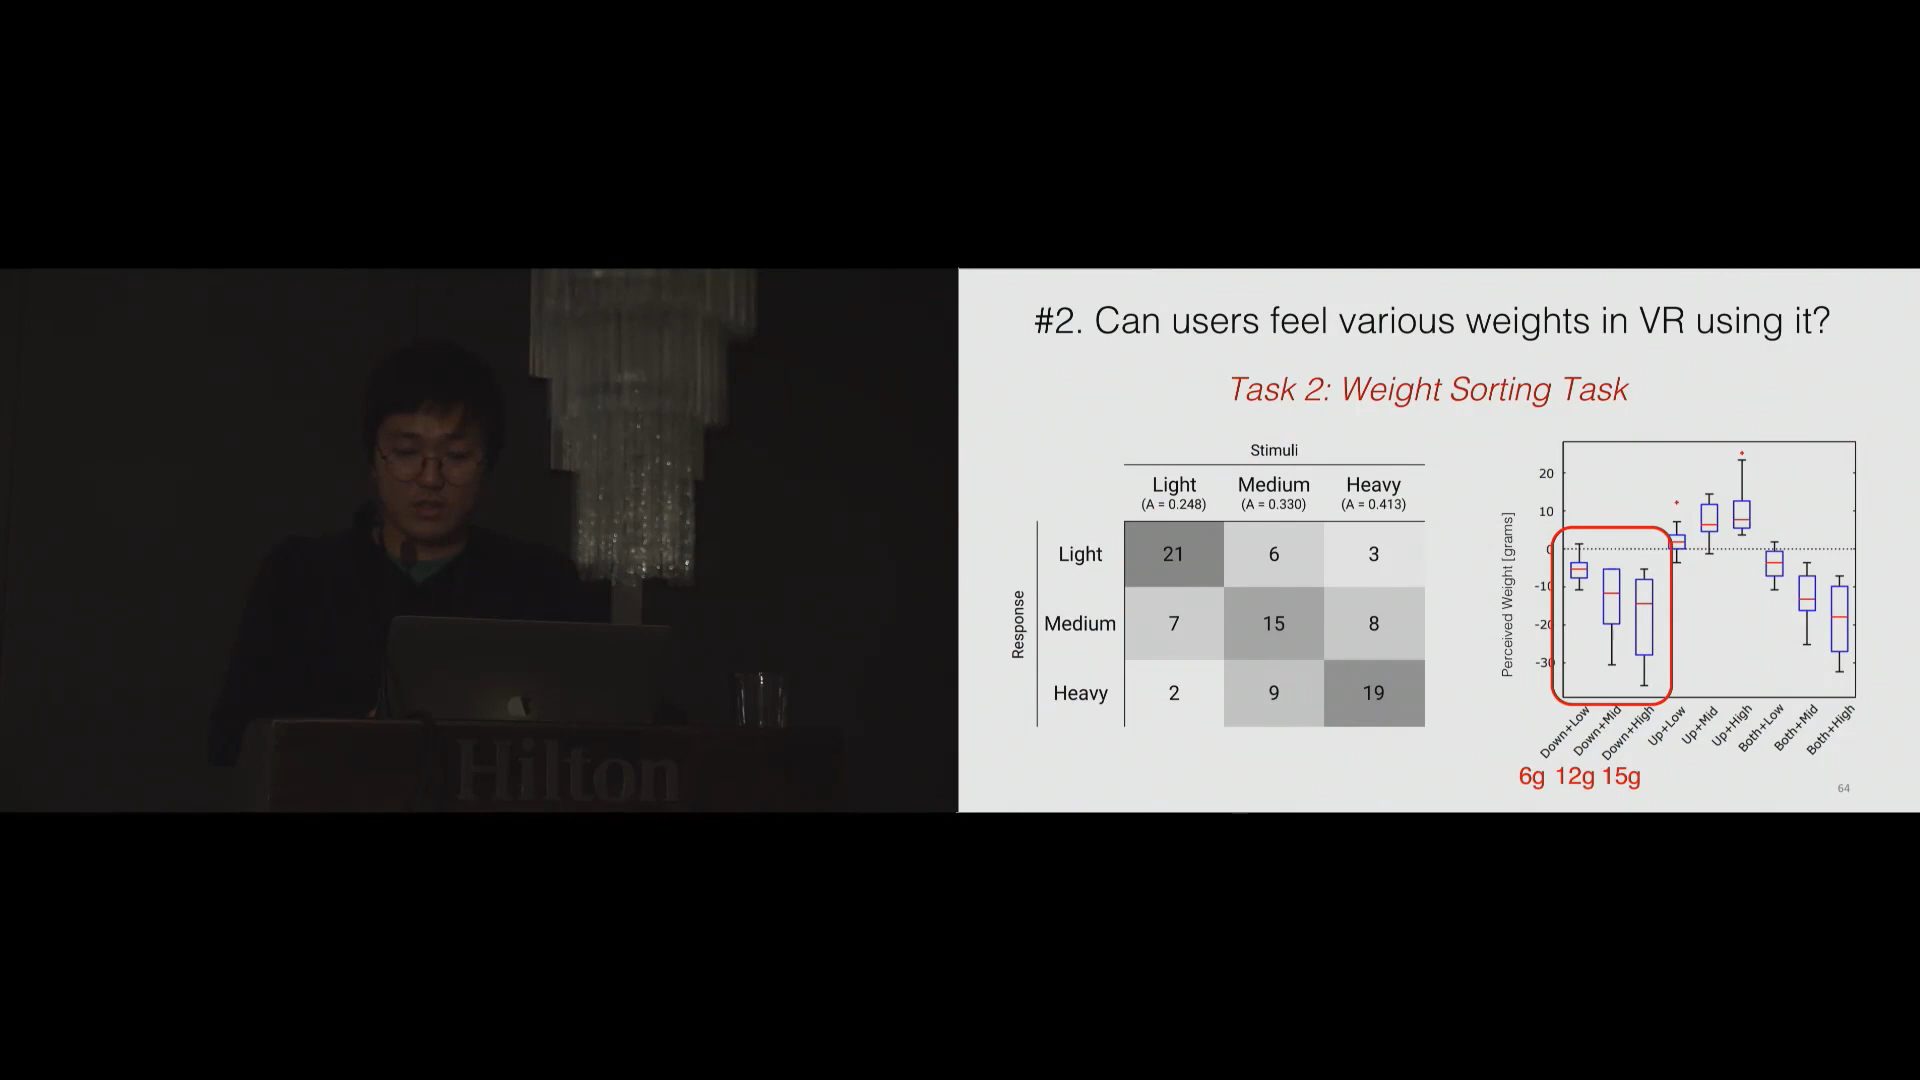 Hilton
#2. Can users feel various weights in VR using it?
Task 2: Weight Sorting Task
Stimuli
Light Medium Heavy
(A = 0.248) (A = 0.330) (A = 0.413)
Response
Light 21 6 3
Medium 7 15 8
Heavy 2 9 19
Perceived Weight [grams]
20
10
0
-10
-20
-30
Down+Low Down+Mid Down+High Up+Low Up+Mid Up+High Both+Low Both+Mid Both+High
6g 12g 15g
64